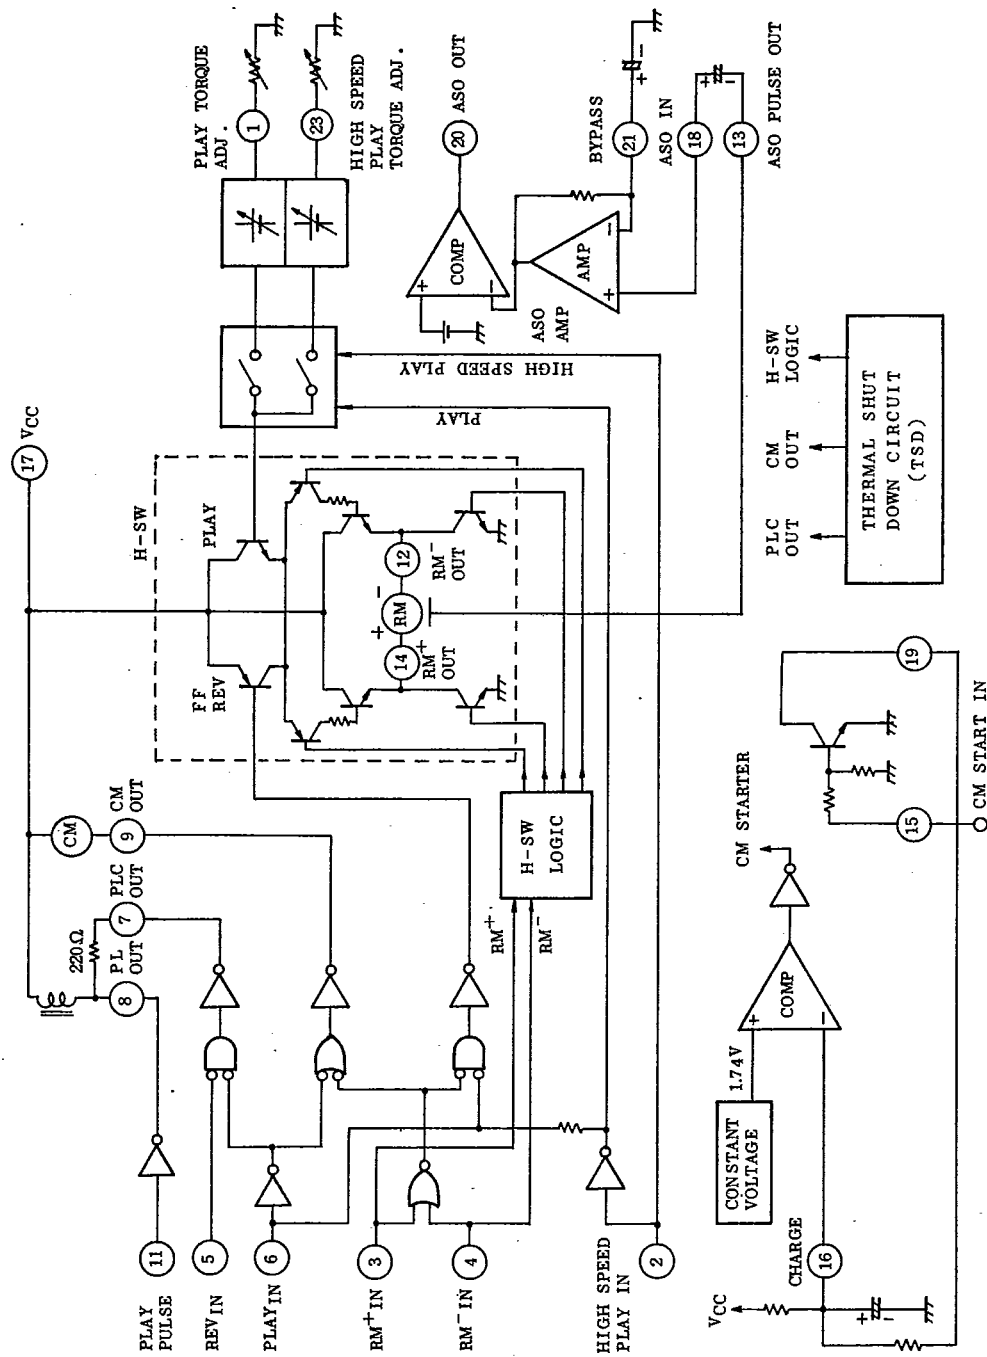 PLAY TORQUE
ADJ.
1
23
HIGH SPEED
PLAY
TORQUE ADJ.
20
ASO OUT
BYPASS
21
ASO IN
18
13
ASO PULSE OUT
+
-
+
-
COMP
+
-
ASO
AMP
AMP
-
+
HIGH SPEED PLAY
PLAY
17
VCC
H-SW
PLAY
FF
REV
RM
+
-
12
RM- OUT
14
RM+ OUT
H-SW
LOGIC
CM
OUT
PLC
OUT
THERMAL SHUT
DOWN CIRCUIT
(TSD)
CM
9
CM OUT
PLC OUT
7
220Ω
PL OUT
8
H-SW
LOGIC
RM+
RM-
19
CM START IN
15
CM STARTER
COMP
+
-
1.74V
CONSTANT
VOLTAGE
CHARGE
16
VCC
+
-
11
PLAY
PULSE
5
REV IN
6
PLAY IN
3
RM+ IN
4
RM- IN
HIGH SPEED
PLAY IN
2